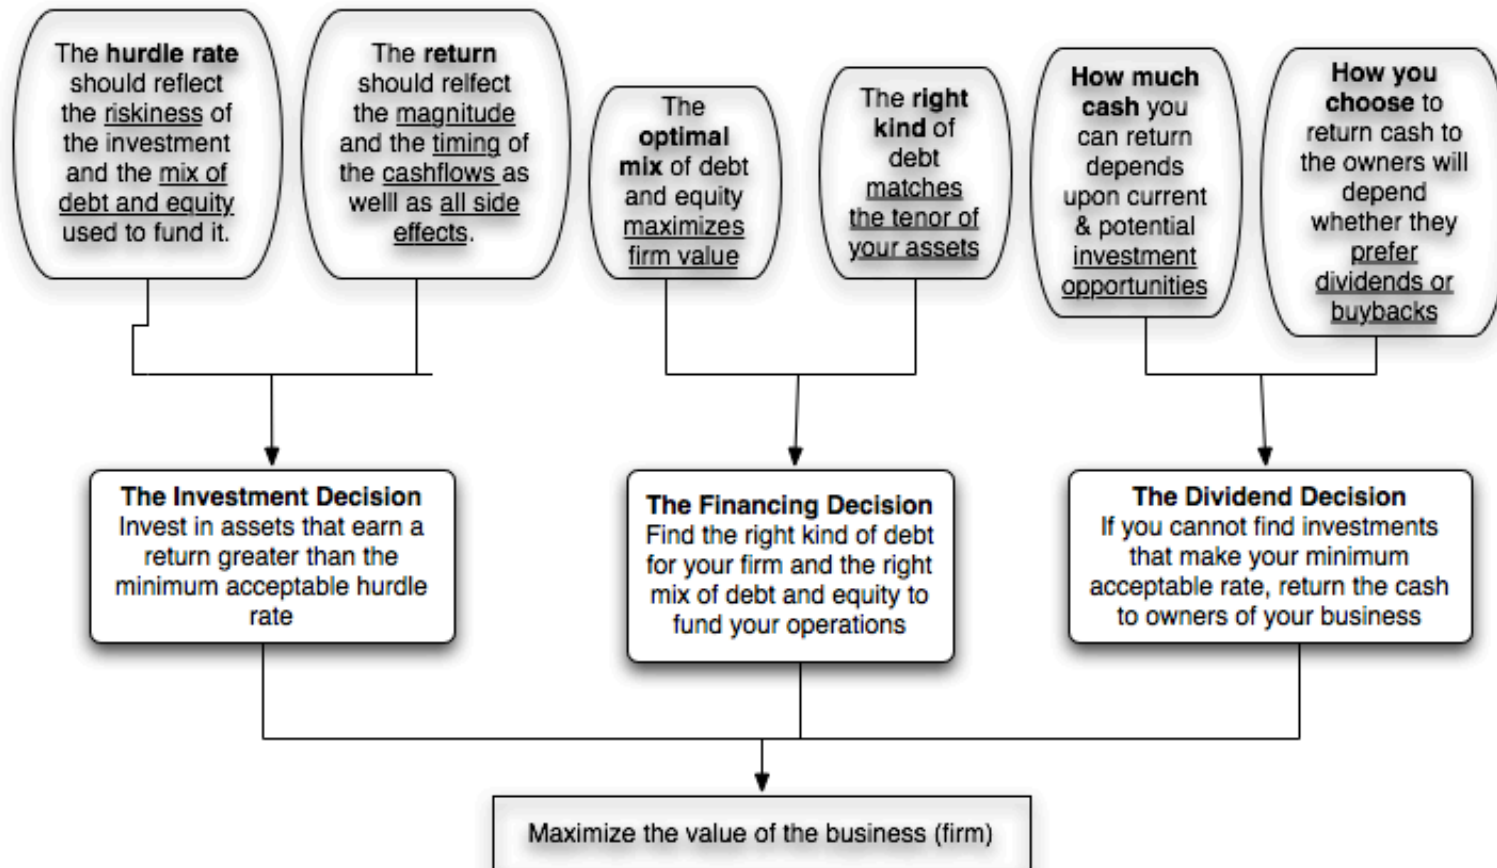 The hurdle rate
should reflect
the riskiness of
the investment
and the mix of
debt and equity
used to fund it.
The return
should relfect
the magnitude
and the timing of
the cashflows as
welll as all side
effects.
The
optimal
mix of debt
and equity
maximizes
firm value
The right
kind of
debt
matches
the tenor of
your assets
How much
cash you
can return
depends
upon current
& potential
investment
opportunities
How you
choose to
return cash to
the owners will
depend
whether they
prefer
dividends or
buybacks
The Investment Decision
Invest in assets that earn a
return greater than the
minimum acceptable hurdle
rate
The Financing Decision
Find the right kind of debt
for your firm and the right
mix of debt and equity to
fund your operations
The Dividend Decision
If you cannot find investments
that make your minimum
acceptable rate, return the cash
to owners of your business
Maximize the value of the business (firm)